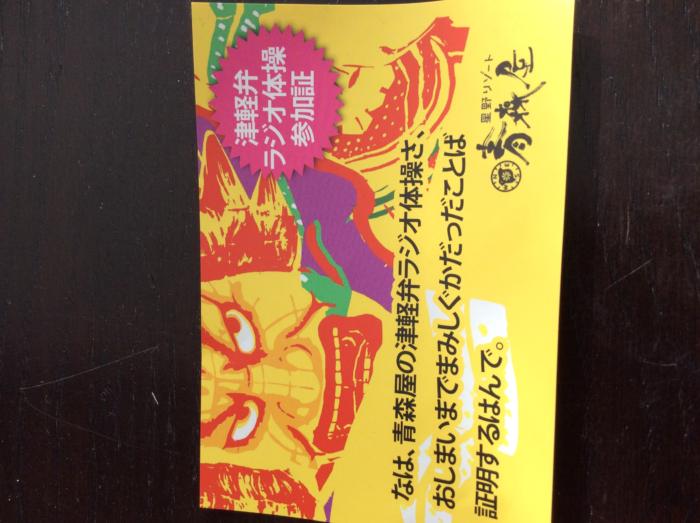 津軽弁
ラジオ体操
参加証
星野リゾート
青森屋
なは、青森屋の津軽弁ラジオ体操さ、
おしまいまでまみしぐかだっだことば
証明するはんで。